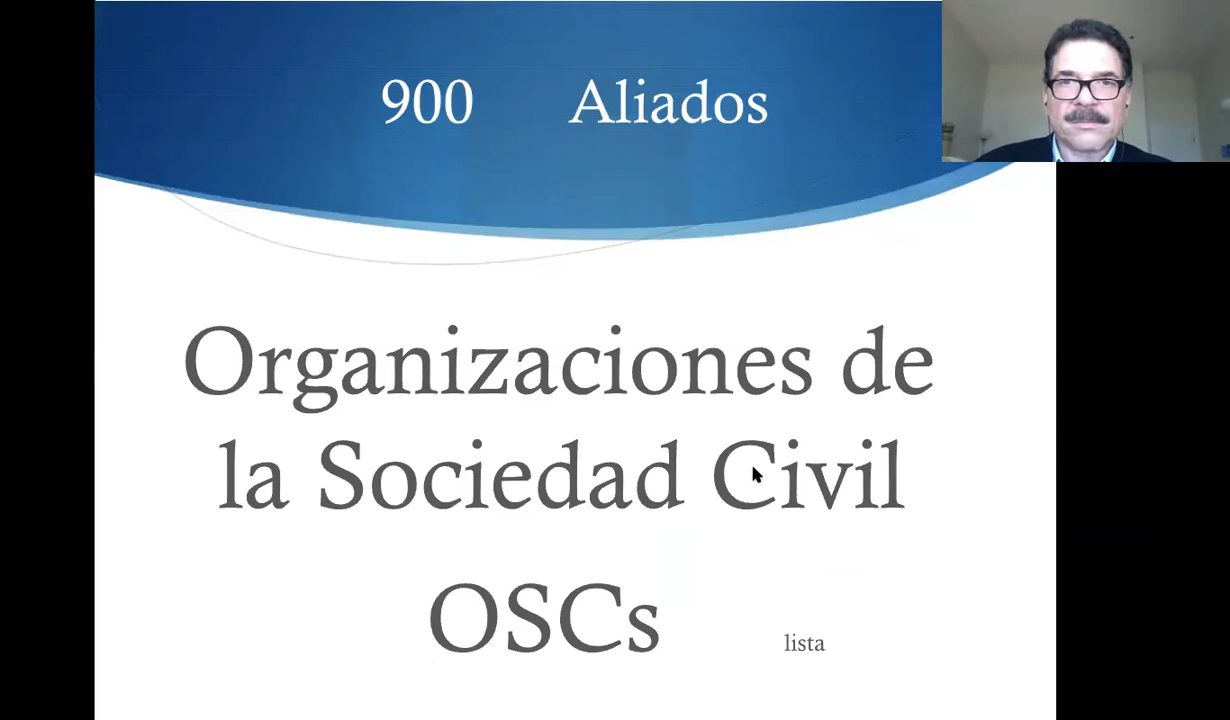 900 Aliados
Organizaciones de
la Sociedad Civil
OSCs lista